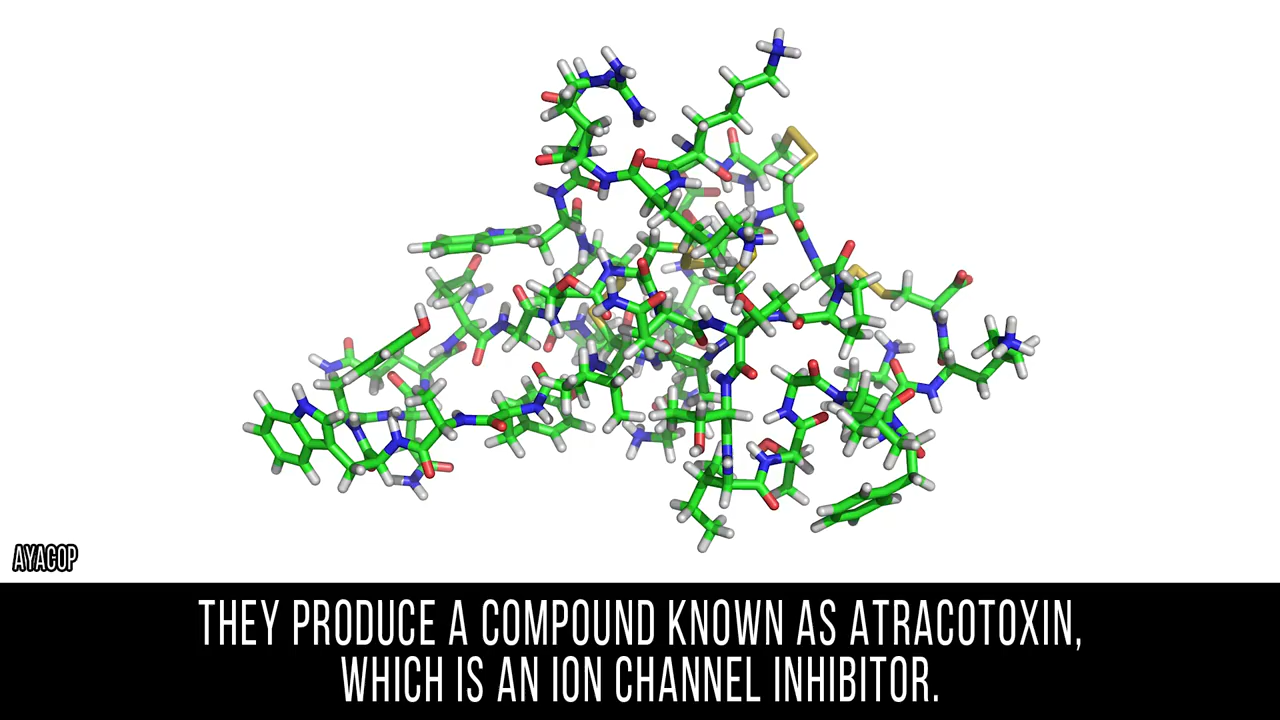 AYACOP
THEY PRODUCE A COMPOUND KNOWN AS ATRACOTOXIN,
WHICH IS AN ION CHANNEL INHIBITOR.